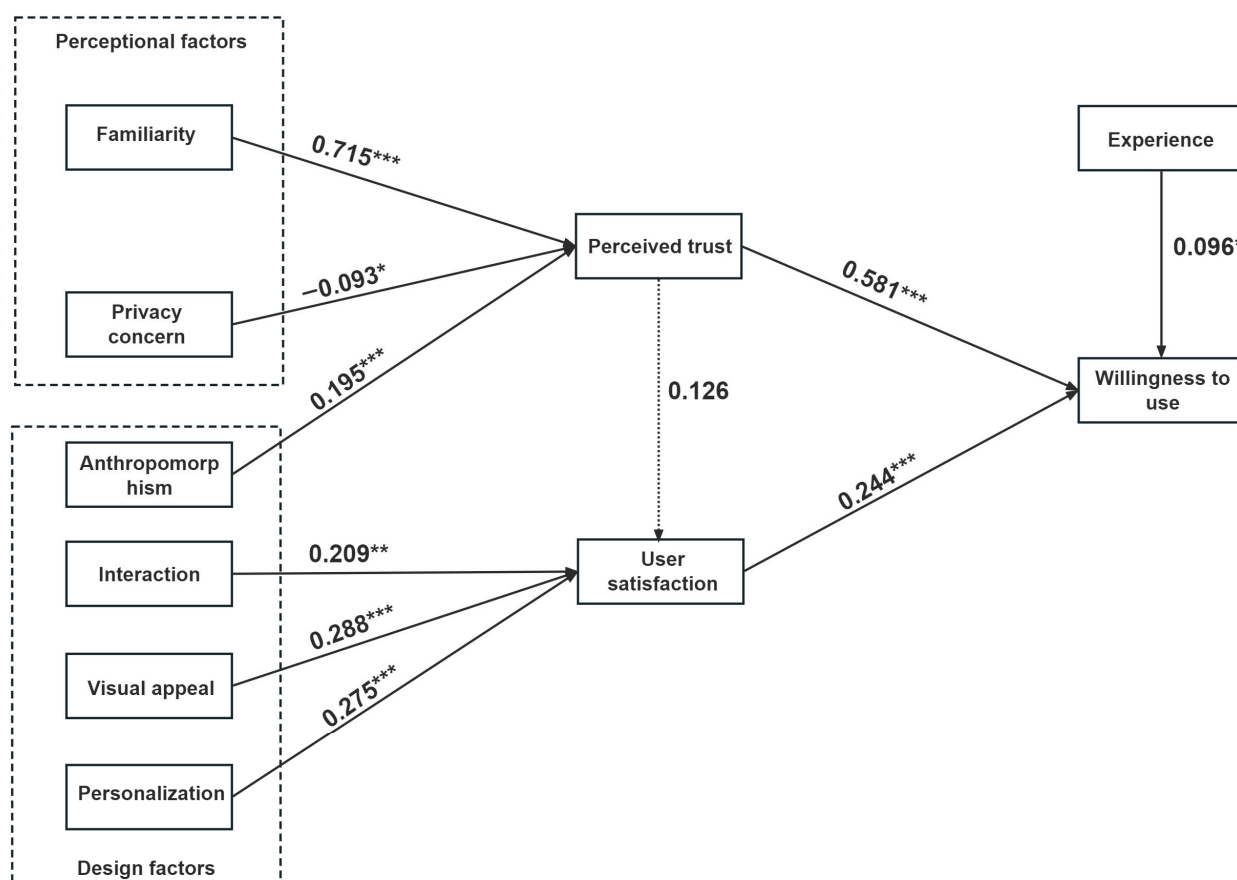 Perceptional factors
Familiarity
0.715***
Privacy
concern
−0.093*
Anthropomorp
hism
0.195***
Interaction
0.209**
Visual appeal
0.288***
Personalization
0.275***
Design factors
Perceived trust
0.126
User
satisfaction
0.581***
0.244***
Experience
0.096*
Willingness to
use